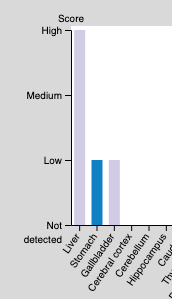 Score
High
Medium
Low
Not
detected
Liver
Stomach
Gallbladder
Cerebral cortex
Cerebellum
Hippocampus